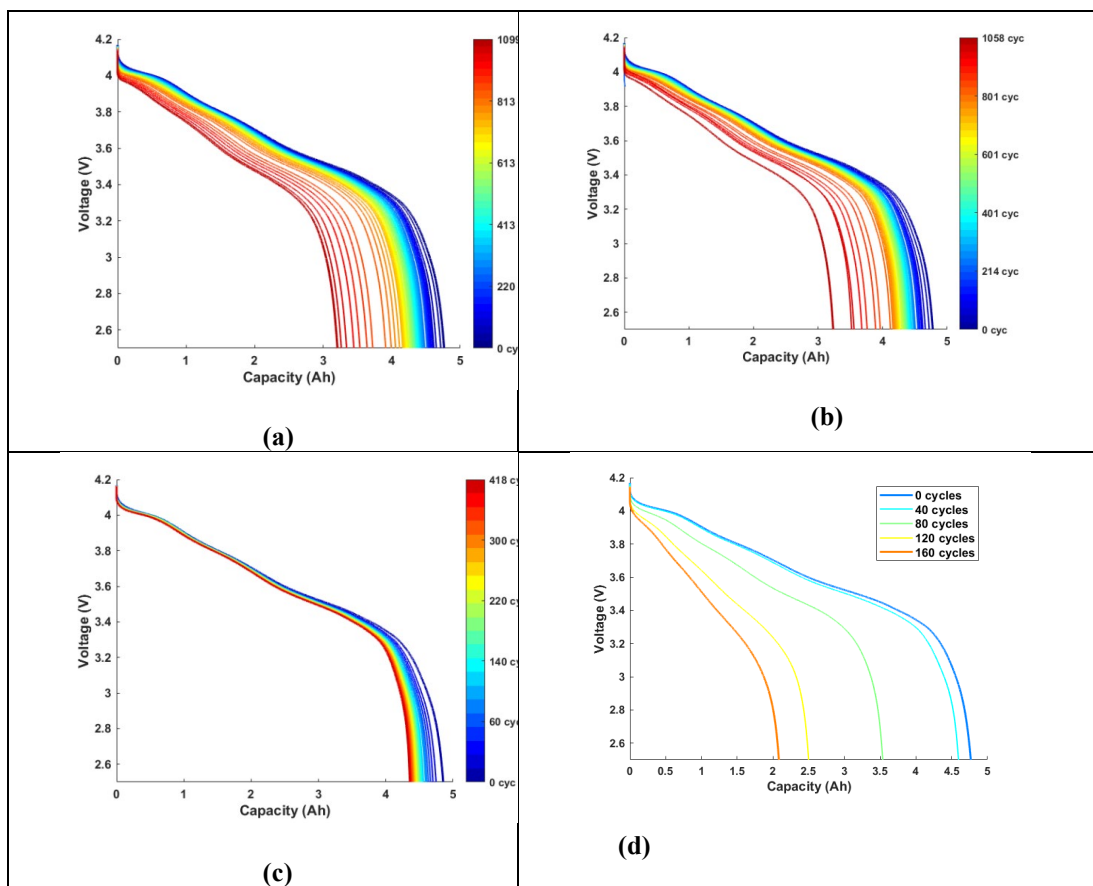 4.2
4
3.8
3.6
3.4
3.2
3
2.8
2.6
Voltage (V)
0 1 2 3 4 5
Capacity (Ah)
1099
813
613
413
220
0 cyc
(a)
4.2
4
3.8
3.6
3.4
3.2
3
2.8
2.6
Voltage (V)
0 1 2 3 4 5
Capacity (Ah)
1058 cyc
801 cyc
601 cyc
401 cyc
214 cyc
0 cyc
(b)
4.2
4
3.8
3.6
3.4
3.2
3
2.8
2.6
Voltage (V)
0 1 2 3 4 5
Capacity (Ah)
418 cy
300 cy
220 cy
140 cy
60 cyc
0 cyc
(c)
4.2
4
3.8
3.6
3.4
3.2
3
2.8
2.6
Voltage (V)
0 0.5 1 1.5 2 2.5 3 3.5 4 4.5 5
Capacity (Ah)
0 cycles
40 cycles
80 cycles
120 cycles
160 cycles
(d)